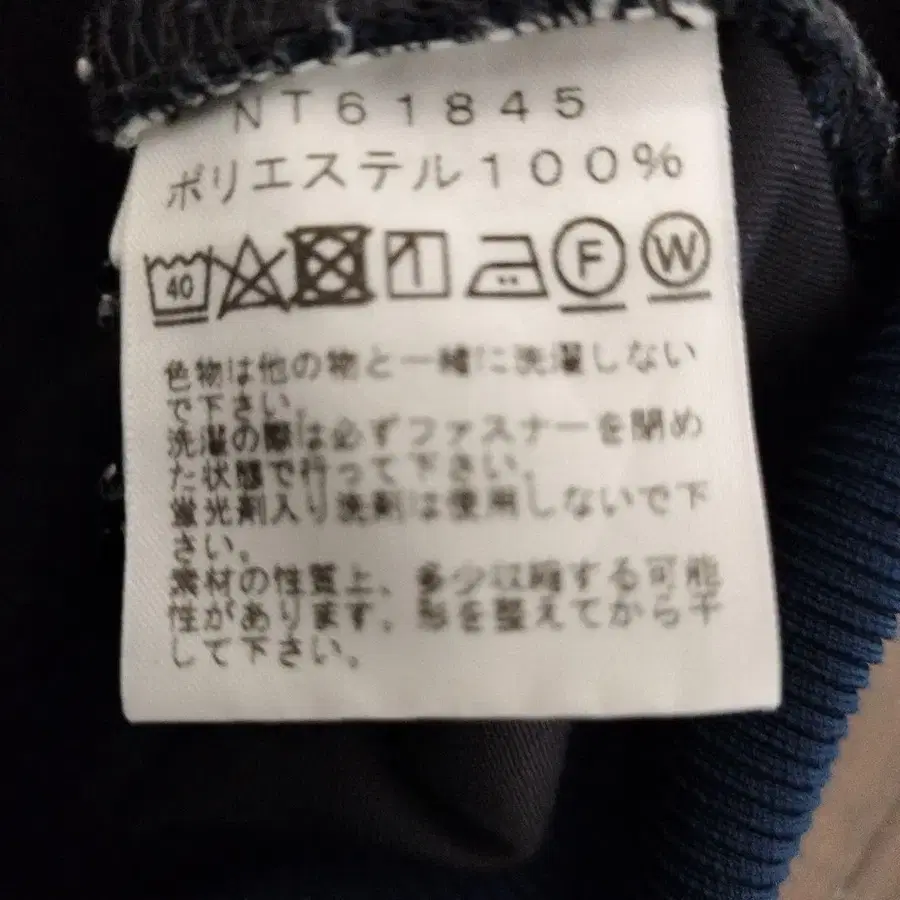 NT61845
ポリエステル100%
40 F W
色物は他の物と一緒に洗濯しない
で下さい。
洗濯の際は必ずファスナーを閉め
た状態で行って下さい。
蛍光剤入り洗剤は使用しないで下
さい。
素材の性質上、多少収縮する可能
性があります。形を整えてから干
して下さい。